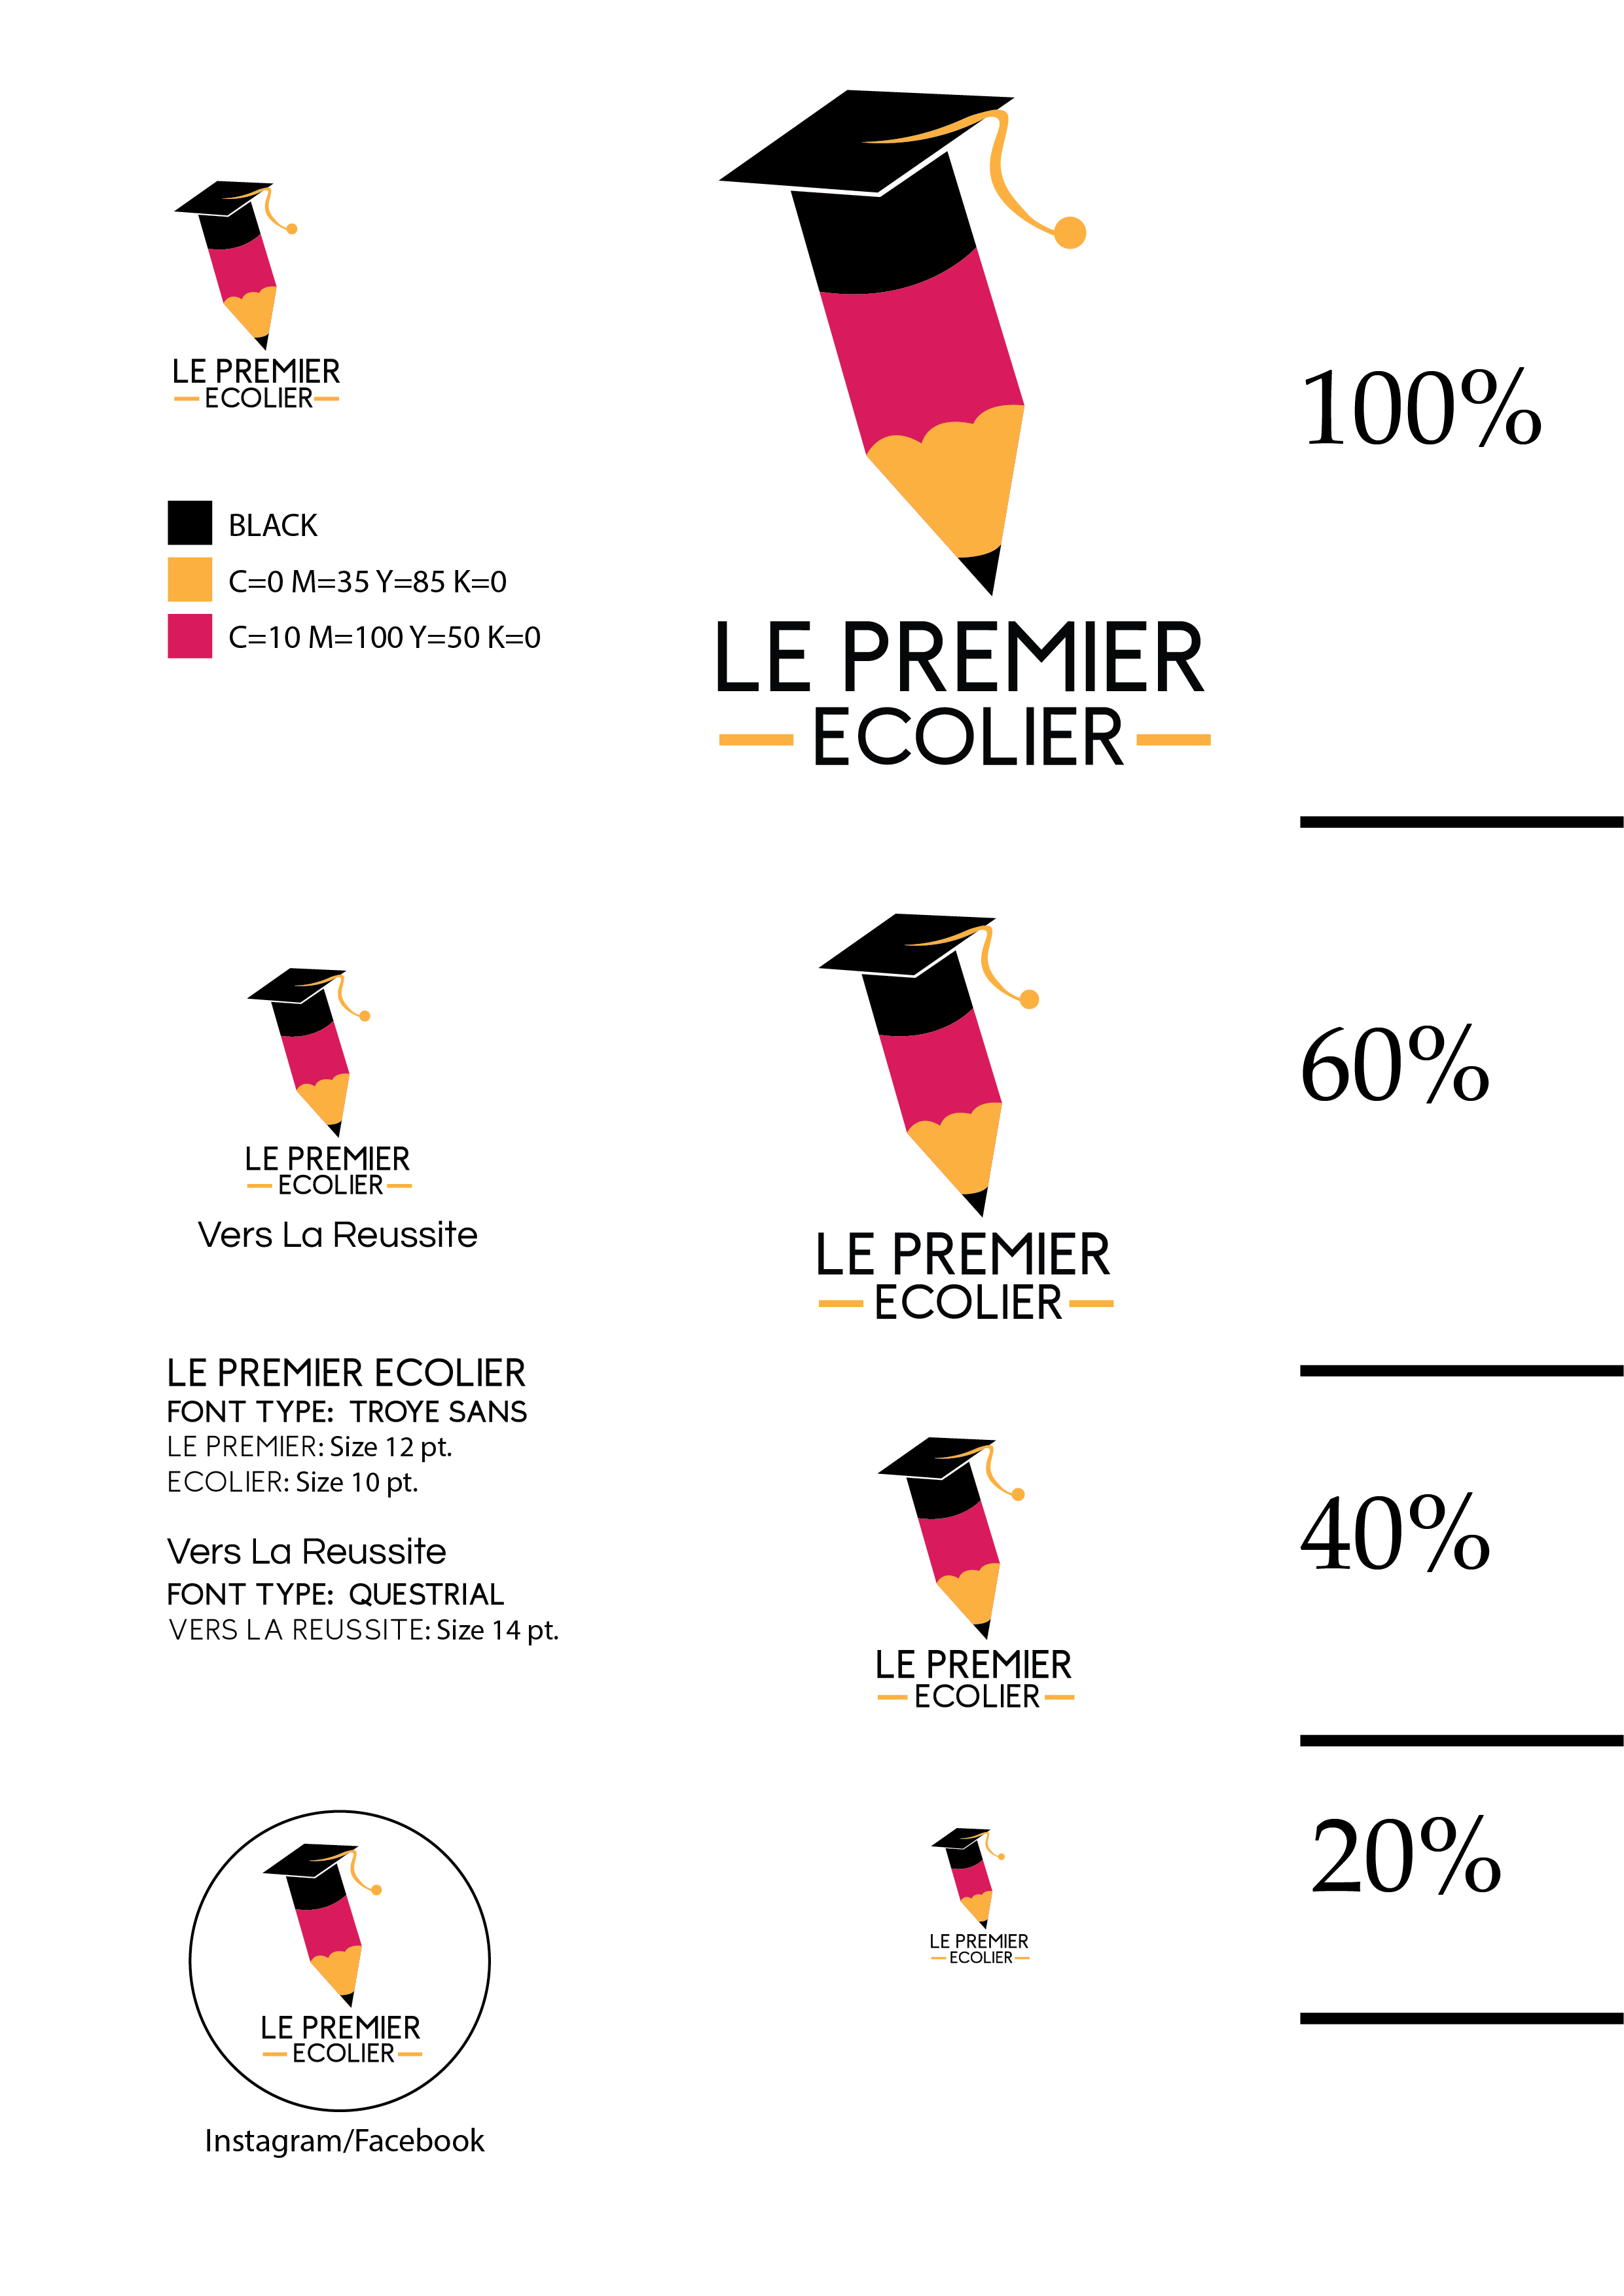 LE PREMIER
ECOLIER
BLACK
C=0 M=35 Y=85 K=0
C=10 M=100 Y=50 K=0
LE PREMIER
ECOLIER
Vers La Reussite
LE PREMIER ECOLIER
FONT TYPE: TROYE SANS
LE PREMIER: Size 12 pt.
ECOLIER: Size 10 pt.
Vers La Reussite
FONT TYPE: QUESTRIAL
VERS LA REUSSITE: Size 14 pt.
LE PREMIER
ECOLIER
Instagram/Facebook
LE PREMIER
ECOLIER
100%
LE PREMIER
ECOLIER
60%
LE PREMIER
ECOLIER
40%
LE PREMIER
ECOLIER
20%